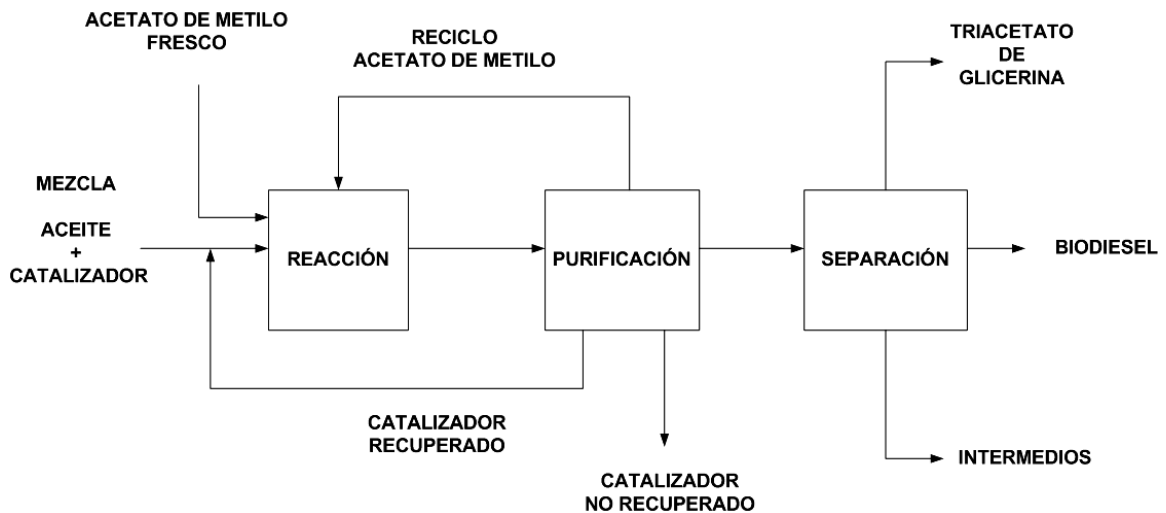 ACETATO DE METILO
FRESCO
RECICLO
ACETATO DE METILO
TRIACETATO
DE
GLICERINA
MEZCLA
ACEITE
+
CATALIZADOR
REACCIÓN
PURIFICACIÓN
SEPARACIÓN
BIODIESEL
CATALIZADOR
RECUPERADO
CATALIZADOR
NO RECUPERADO
INTERMEDIOS